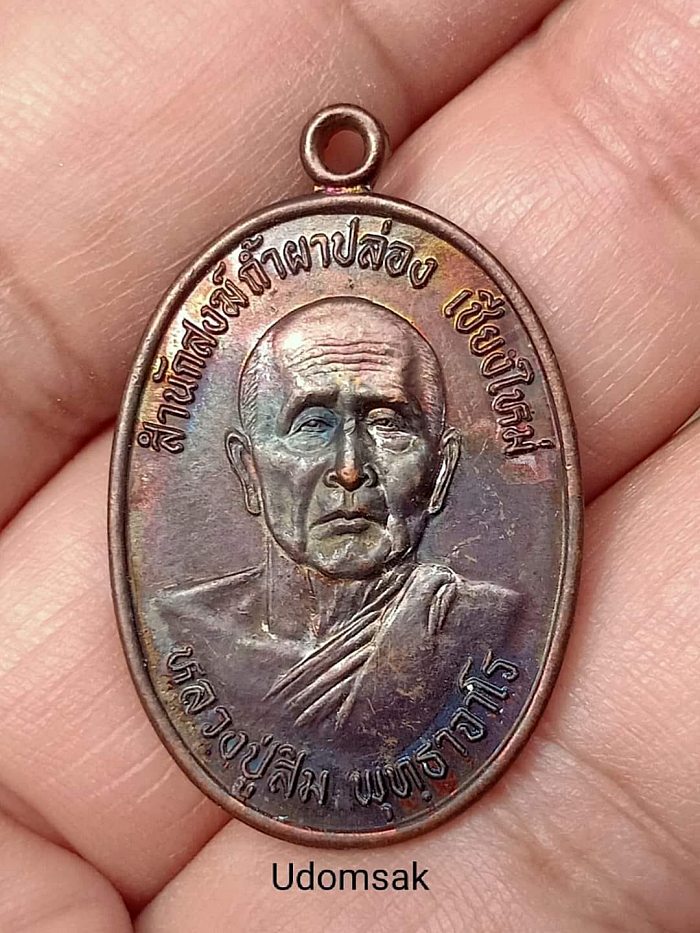 สำนักสงฆ์ถ้ำผาปล่อง เชียงใหม่
หลวงปู่สิม พุทฺธาจาโร
Udomsak